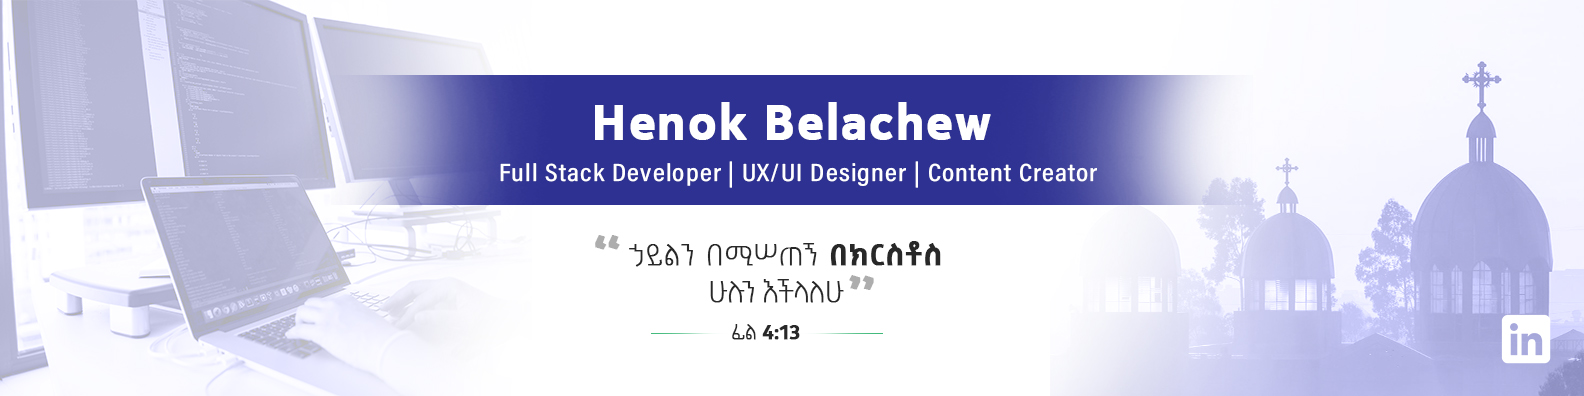 Henok Belachew
Full Stack Developer | UX/UI Designer | Content Creator
“ ኃይልን በሚሠጠኝ በክርስቶስ
ሁሉን እችላለሁ ”
ፊል 4:13
in